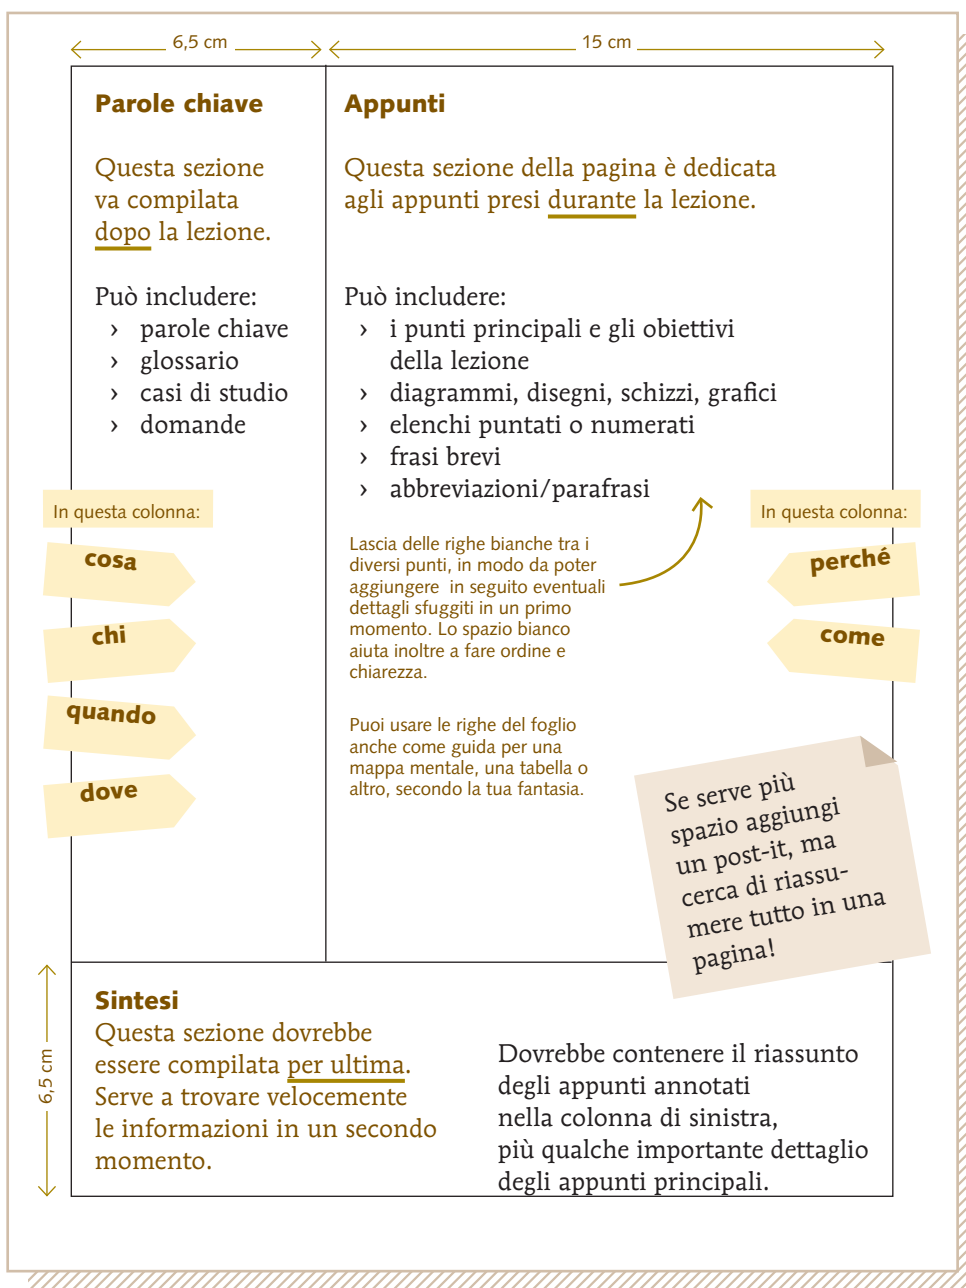 6,5 cm
15 cm
Parole chiave
Questa sezione
va compilata
dopo la lezione.
Può includere:
› parole chiave
› glossario
› casi di studio
› domande
In questa colonna:
cosa
chi
quando
dove
Appunti
Questa sezione della pagina è dedicata
agli appunti presi durante la lezione.
Può includere:
› i punti principali e gli obiettivi
della lezione
› diagrammi, disegni, schizzi, grafici
› elenchi puntati o numerati
› frasi brevi
› abbreviazioni/parafrasi
Lascia delle righe bianche tra i
diversi punti, in modo da poter
aggiungere in seguito eventuali
dettagli sfuggiti in un primo
momento. Lo spazio bianco
aiuta inoltre a fare ordine e
chiarezza.
Puoi usare le righe del foglio
anche come guida per una
mappa mentale, una tabella o
altro, secondo la tua fantasia.
In questa colonna:
perché
come
Se serve più
spazio aggiungi
un post-it, ma
cerca di riassu-
mere tutto in una
pagina!
6,5 cm
Sintesi
Questa sezione dovrebbe
essere compilata per ultima.
Serve a trovare velocemente
le informazioni in un secondo
momento.
Dovrebbe contenere il riassunto
degli appunti annotati
nella colonna di sinistra,
più qualche importante dettaglio
degli appunti principali.